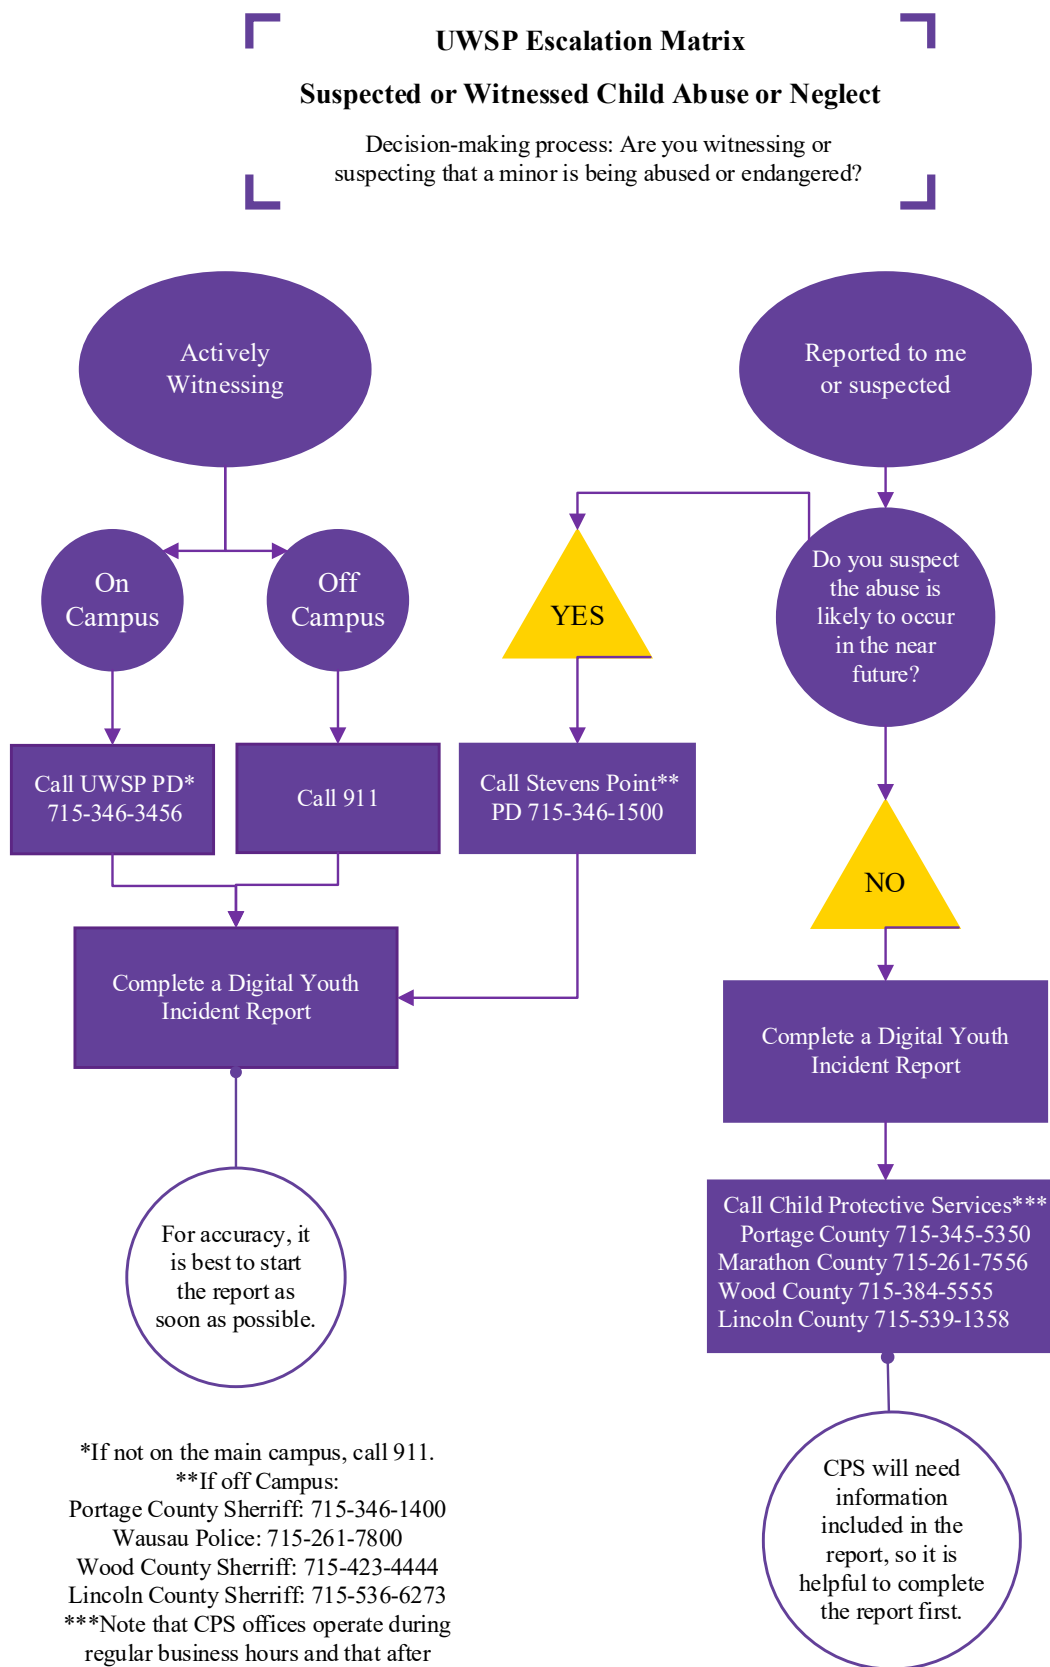 UWSP Escalation Matrix
Suspected or Witnessed Child Abuse or Neglect
Decision-making process: Are you witnessing or
suspecting that a minor is being abused or endangered?
Actively
Witnessing
Reported to me
or suspected
On
Campus
Off
Campus
YES
Do you suspect
the abuse is
likely to occur
in the near
future?
Call UWSP PD*
715-346-3456
Call 911
Call Stevens Point**
PD 715-346-1500
NO
Complete a Digital Youth
Incident Report
Complete a Digital Youth
Incident Report
For accuracy, it
is best to start
the report as
soon as possible.
Call Child Protective Services***
Portage County 715-345-5350
Marathon County 715-261-7556
Wood County 715-384-5555
Lincoln County 715-539-1358
CPS will need
information
included in the
report, so it is
helpful to complete
the report first.
*If not on the main campus, call 911.
**If off Campus:
Portage County Sherriff: 715-346-1400
Wausau Police: 715-261-7800
Wood County Sherriff: 715-423-4444
Lincoln County Sherriff: 715-536-6273
***Note that CPS offices operate during
regular business hours and that after